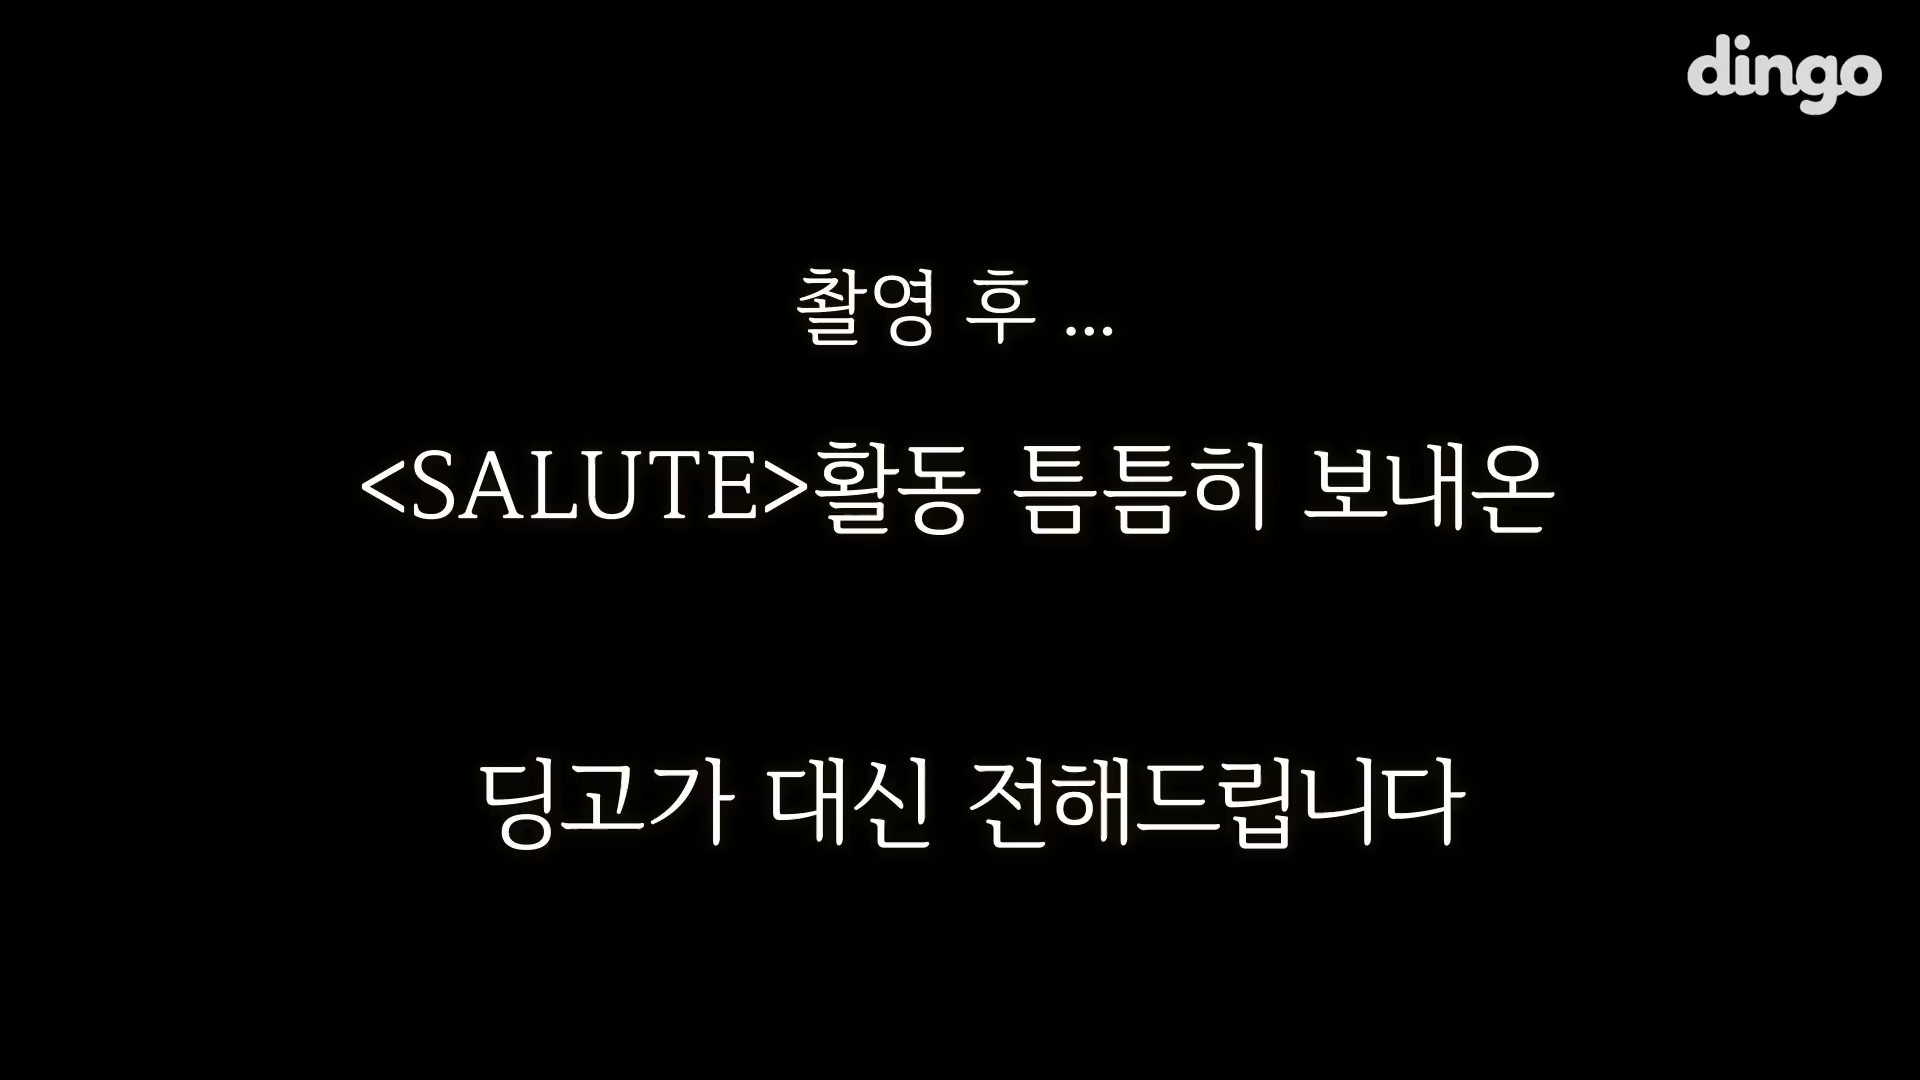 dingo
촬영 후 ...
<SALUTE>활동 틈틈히 보내온
딩고가 대신 전해드립니다